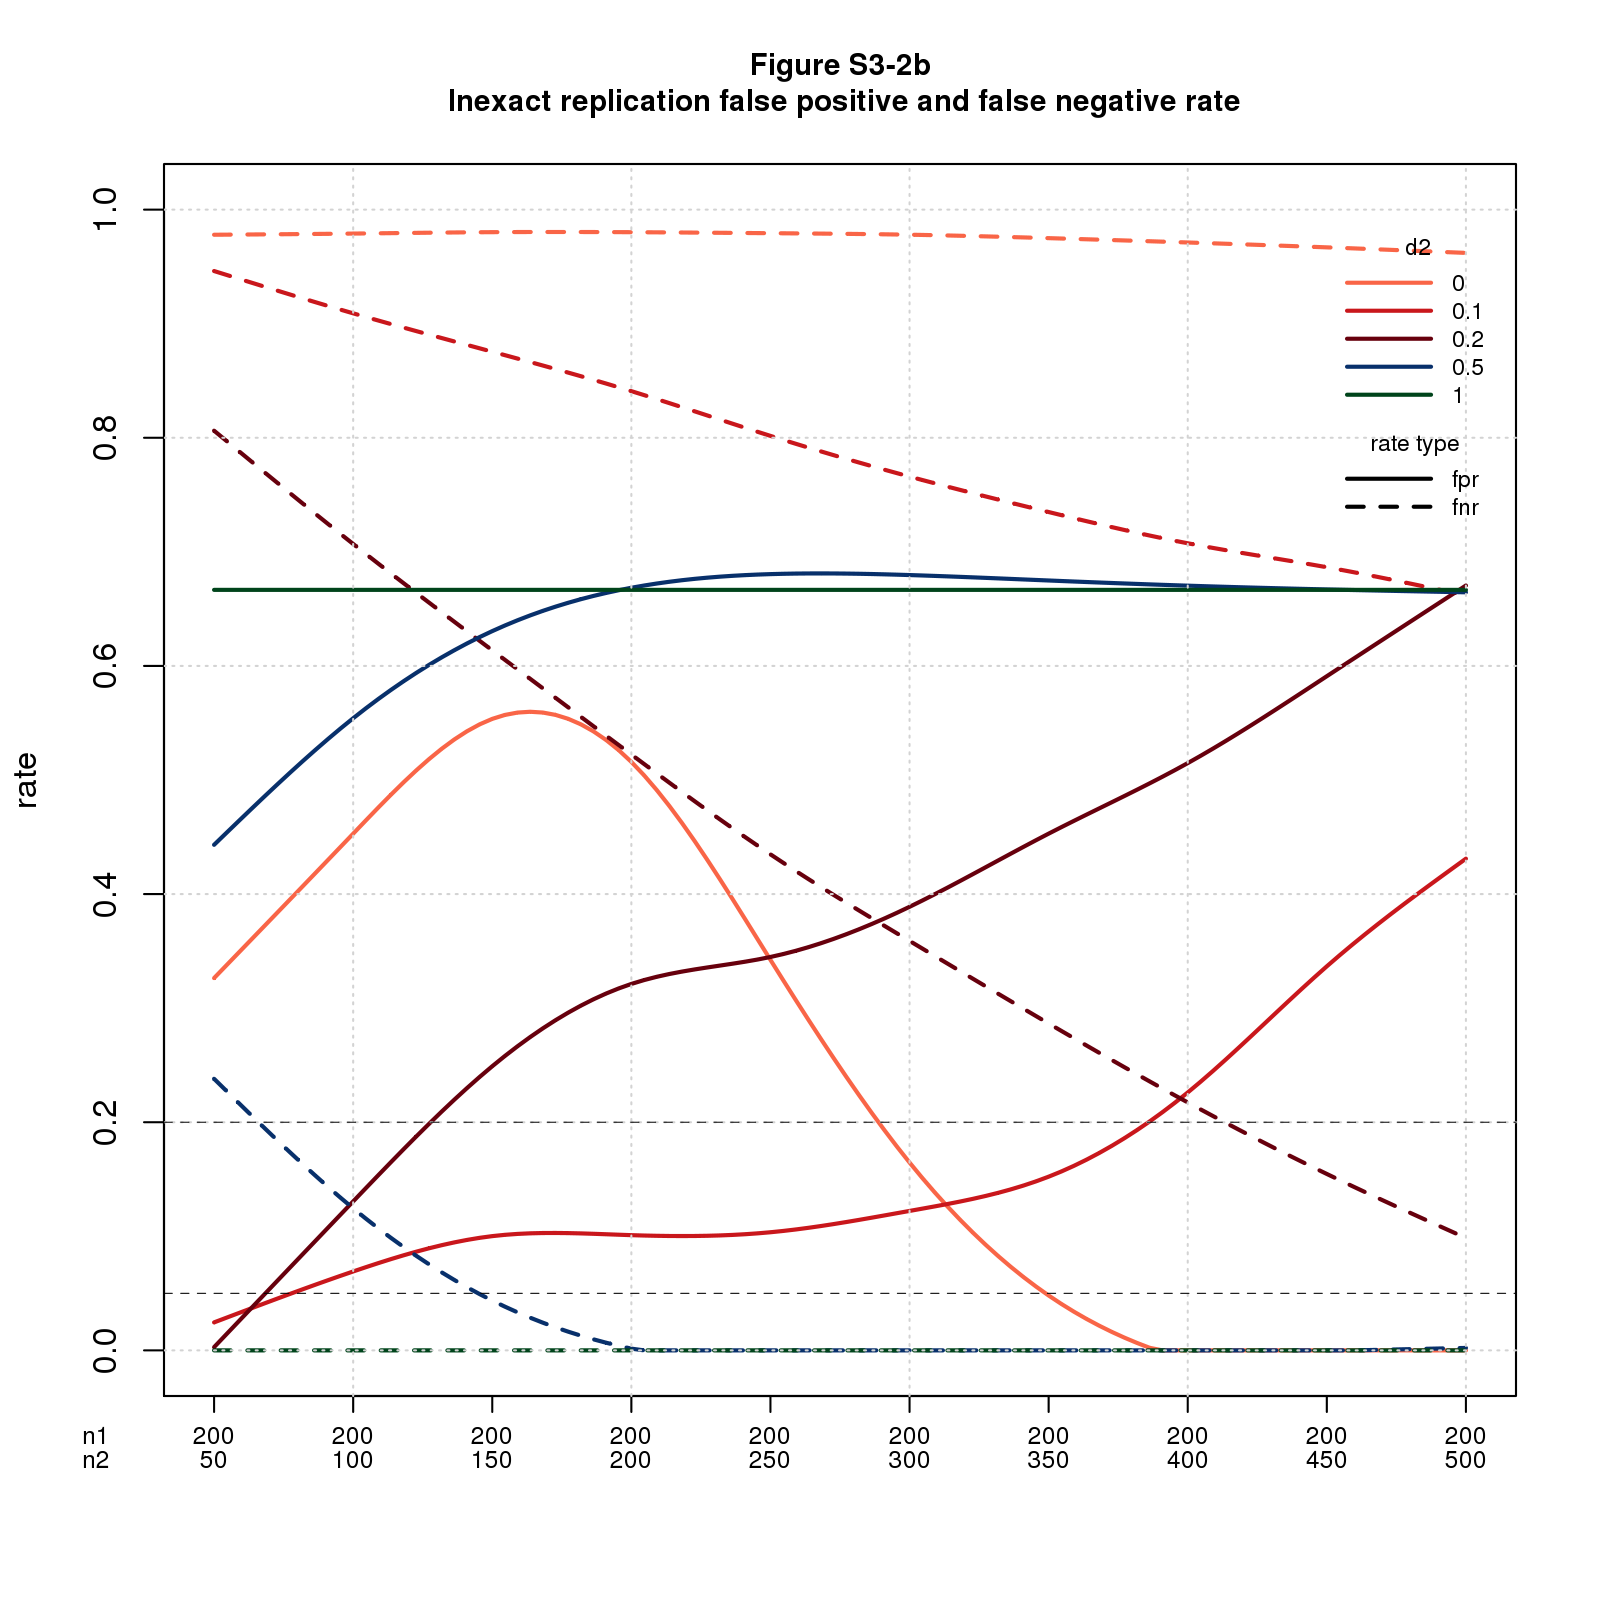 Figure S3-2b
Inexact replication false positive and false negative rate
rate
1.0
0.8
0.6
0.4
0.2
0.0
d2
0
0.1
0.2
0.5
1
rate type
fpr
fnr
n1 200 200 200 200 200 200 200 200 200 200
n2 50 100 150 200 250 300 350 400 450 500